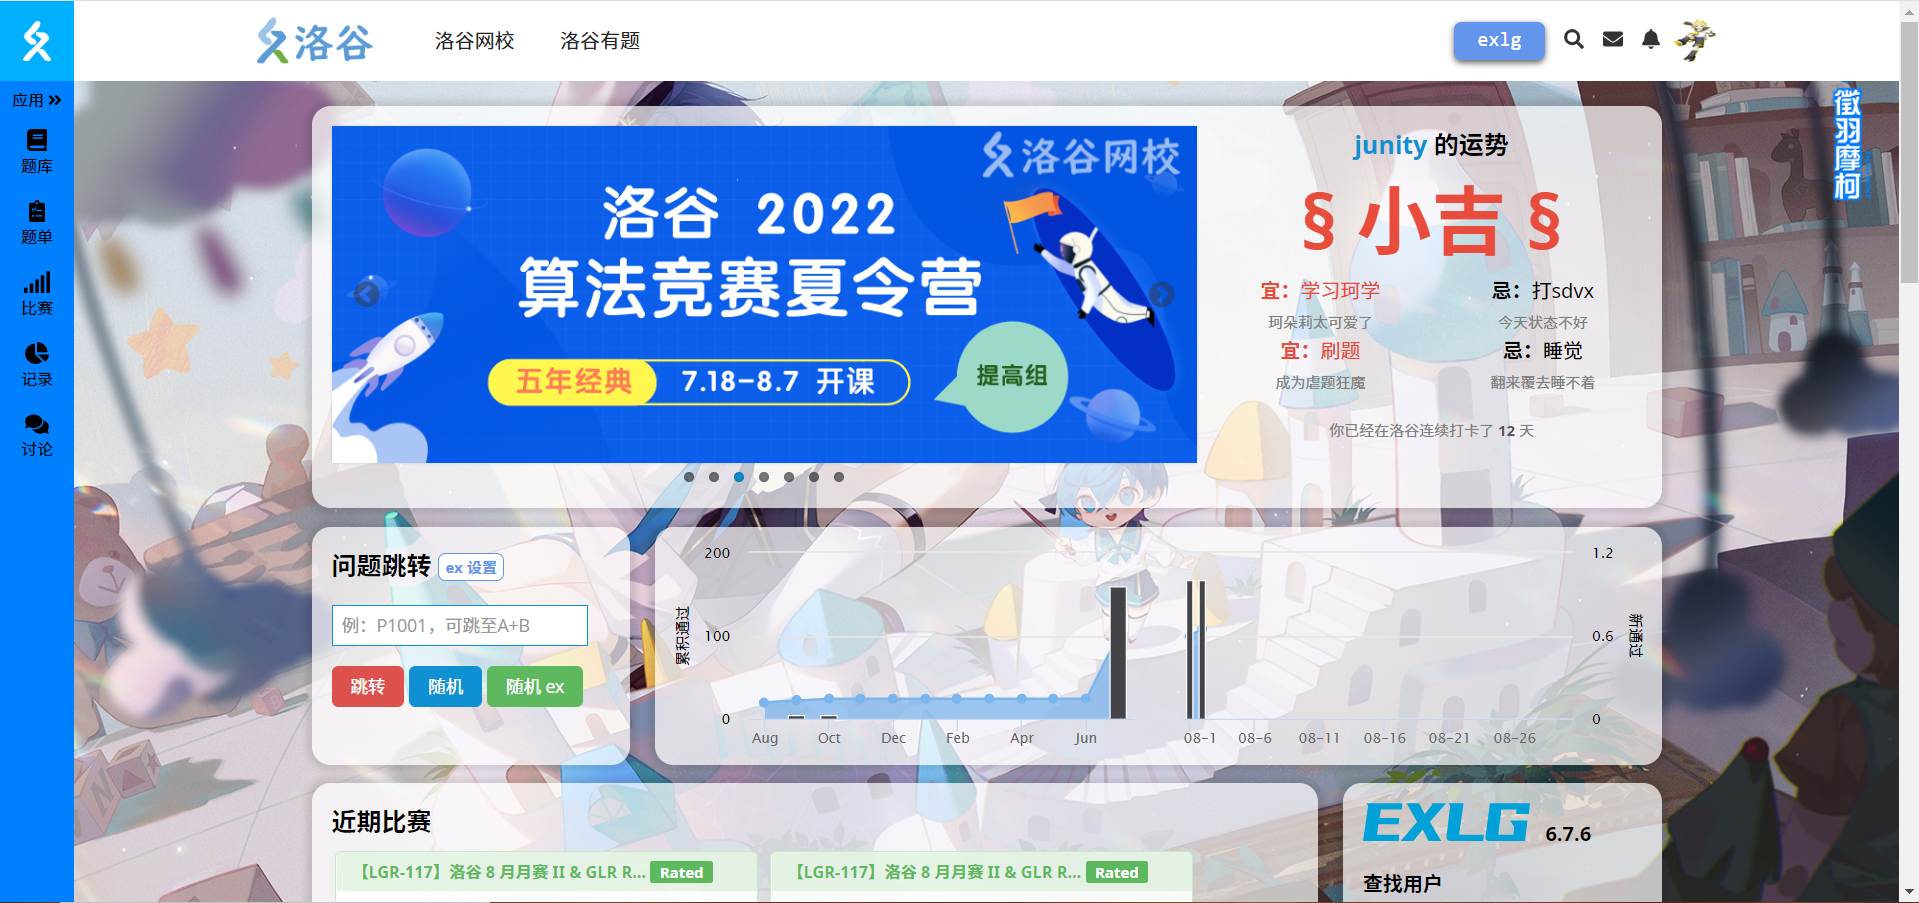 洛谷
洛谷网校
洛谷有题
exlg
应用
题库
题单
比赛
记录
讨论
徵羽摩柯
洛谷网校
洛谷 2022
算法竞赛夏令营
五年经典
7.18-8.7 开课
提高组
junity 的运势
§ 小吉 §
宜：学习珂学
忌：打sdvx
珂朵莉太可爱了
今天状态不好
宜：刷题
忌：睡觉
成为虐题狂魔
翻来覆去睡不着
你已经在洛谷连续打卡了 12 天
问题跳转
ex 设置
例：P1001，可跳至A+B
跳转
随机
随机 ex
200
100
0
累积通过
1.2
0.6
0
新通过
Aug Oct Dec Feb Apr Jun
08-1 08-6 08-11 08-16 08-21 08-26
近期比赛
【LGR-117】洛谷 8 月月赛 II & GLR R... Rated
【LGR-117】洛谷 8 月月赛 II & GLR R... Rated
EXLG 6.7.6
查找用户